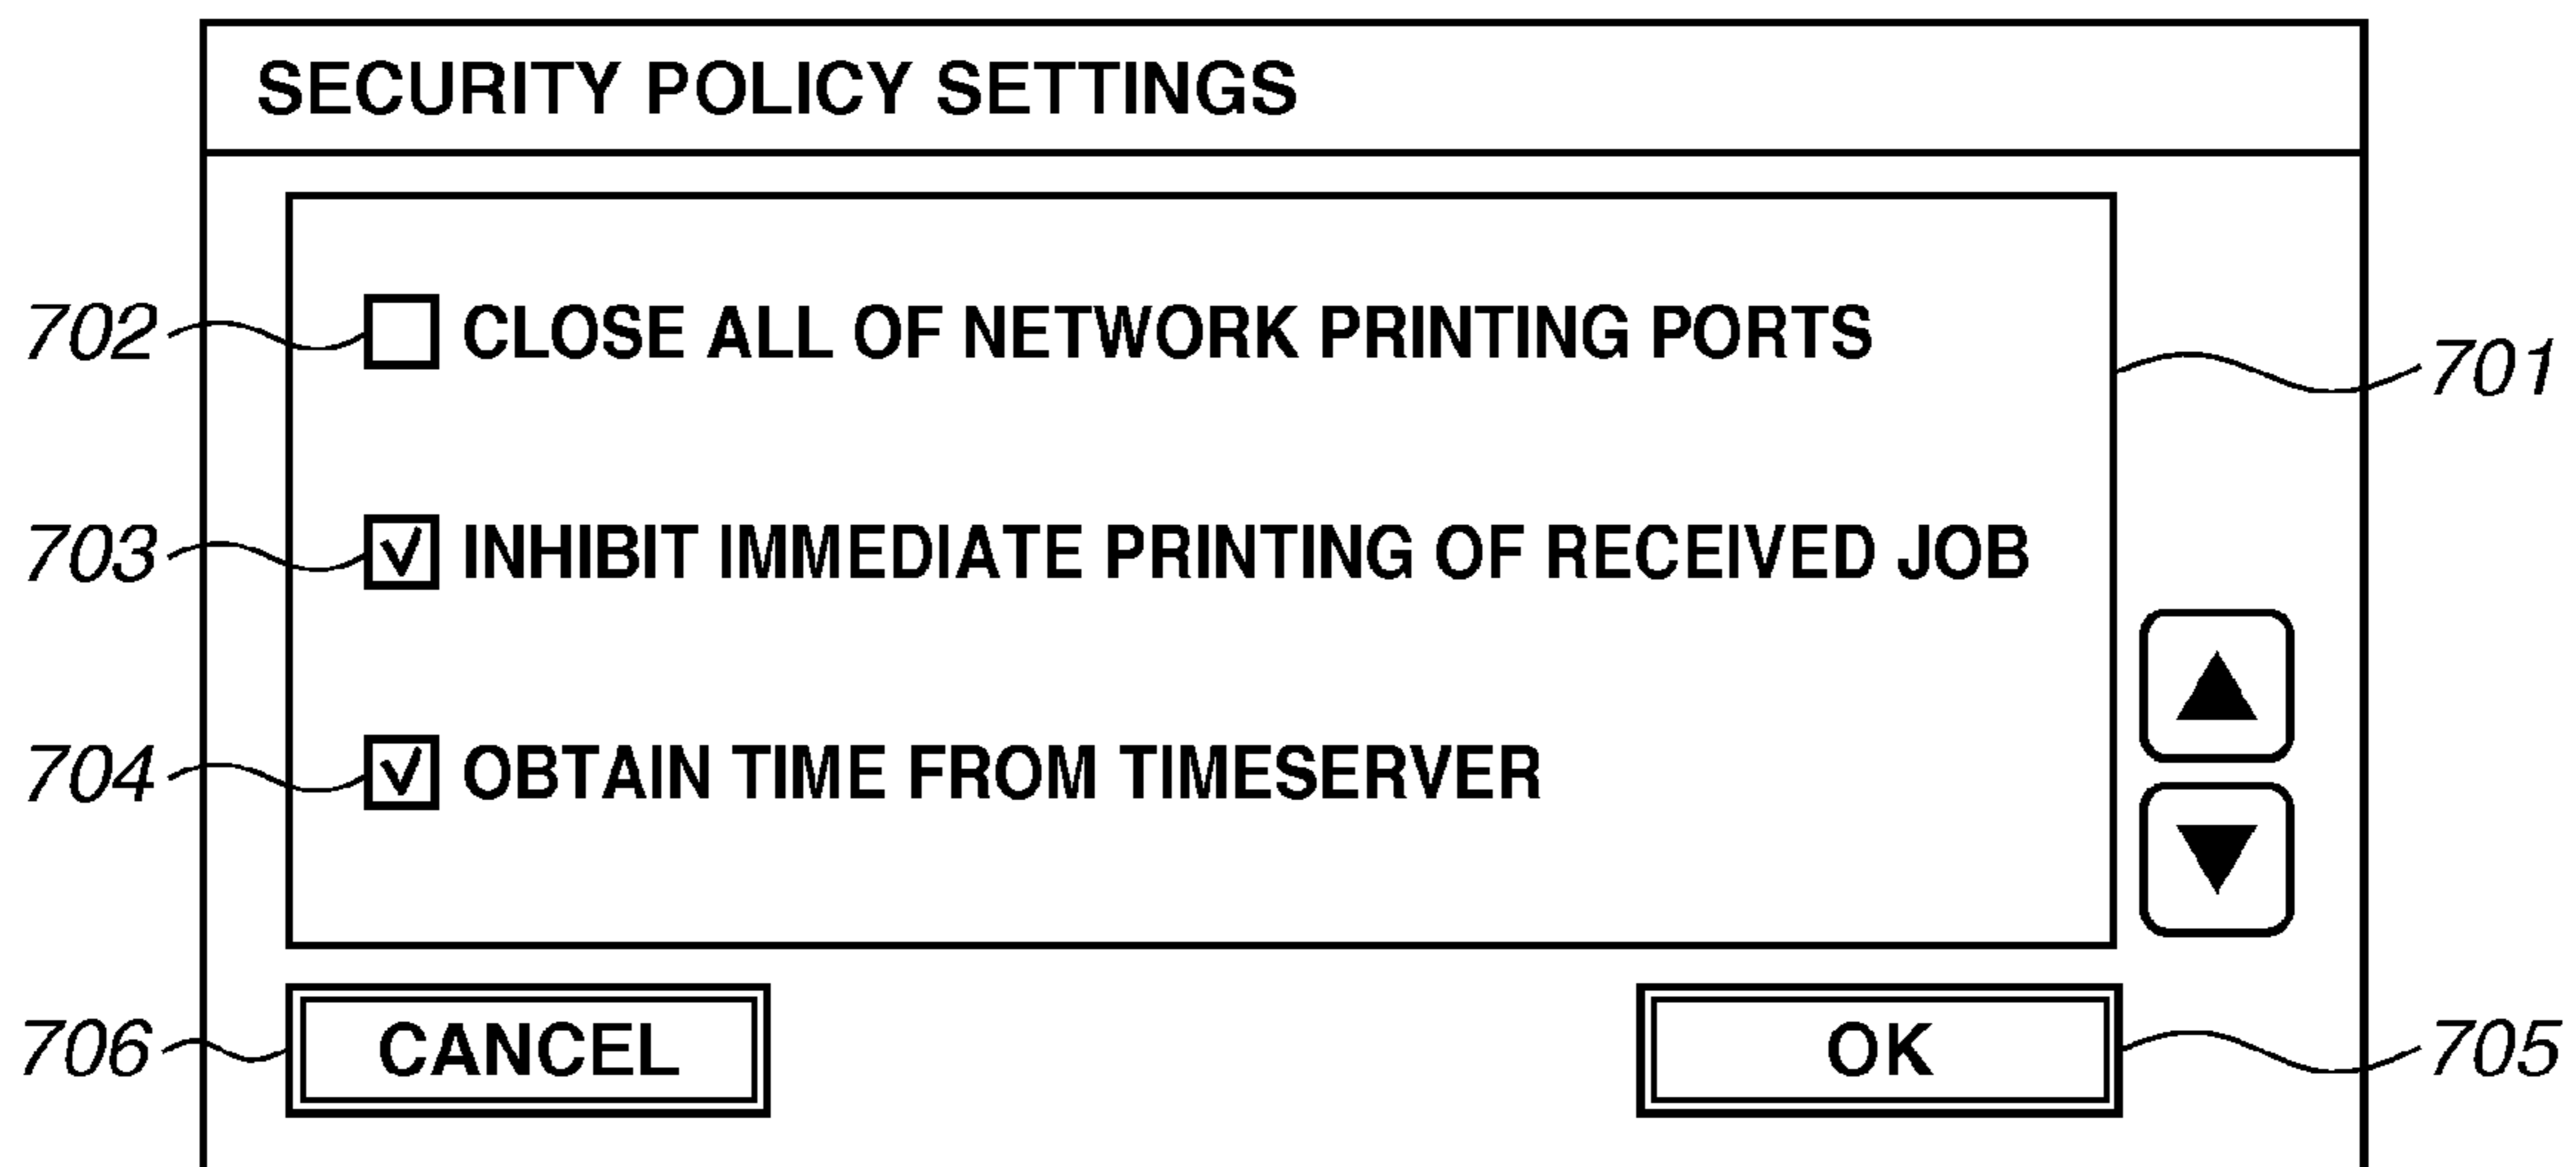 SECURITY POLICY SETTINGS
702 CLOSE ALL OF NETWORK PRINTING PORTS
701
703 INHIBIT IMMEDIATE PRINTING OF RECEIVED JOB
704 OBTAIN TIME FROM TIMESERVER
706 CANCEL OK 705